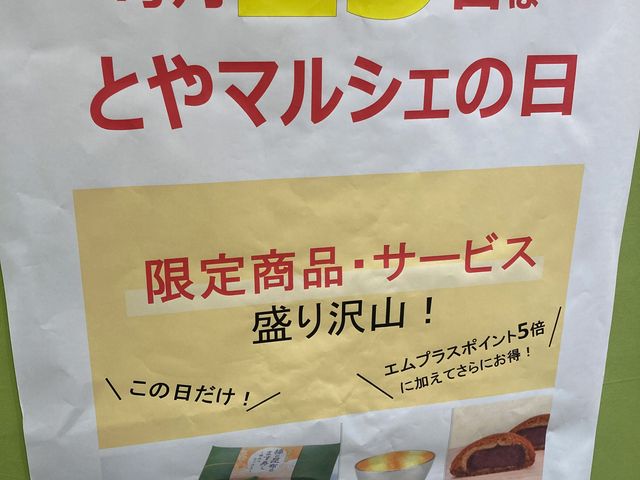 とやマルシェの日
限定商品・サービス
盛り沢山！
この日だけ！
エムプラスポイント5倍
に加えてさらにお得！